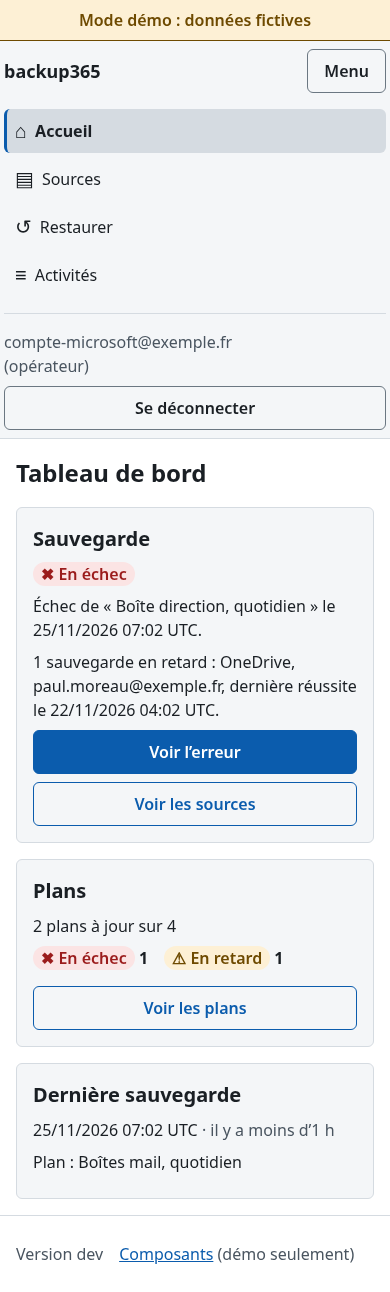 Mode démo : données fictives
backup365
Menu
⌂ Accueil
▤ Sources
↺ Restaurer
≡ Activités
compte-microsoft@exemple.fr
(opérateur)
Se déconnecter
Tableau de bord
Sauvegarde
✖ En échec
Échec de « Boîte direction, quotidien » le
25/11/2026 07:02 UTC.
1 sauvegarde en retard : OneDrive,
paul.moreau@exemple.fr, dernière réussite
le 22/11/2026 04:02 UTC.
Voir l’erreur
Voir les sources
Plans
2 plans à jour sur 4
✖ En échec 1 ⚠ En retard 1
Voir les plans
Dernière sauvegarde
25/11/2026 07:02 UTC · il y a moins d’1 h
Plan : Boîtes mail, quotidien
Version dev Composants (démo seulement)